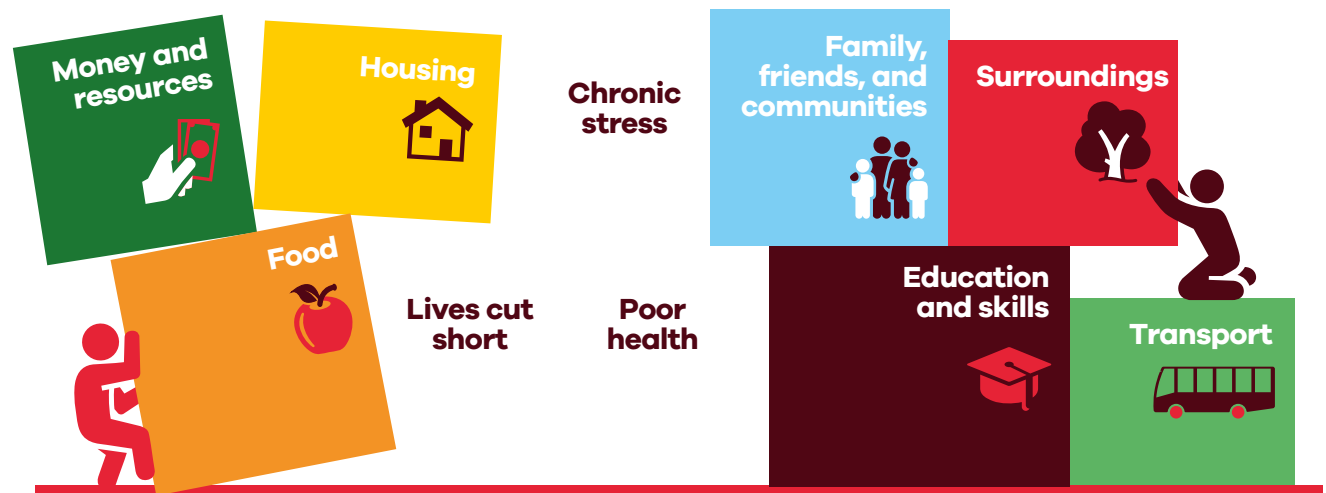 Money and
resources
Housing
Chronic
stress
Family,
friends, and
communities
Surroundings
Food
Lives cut
short
Poor
health
Education
and skills
Transport